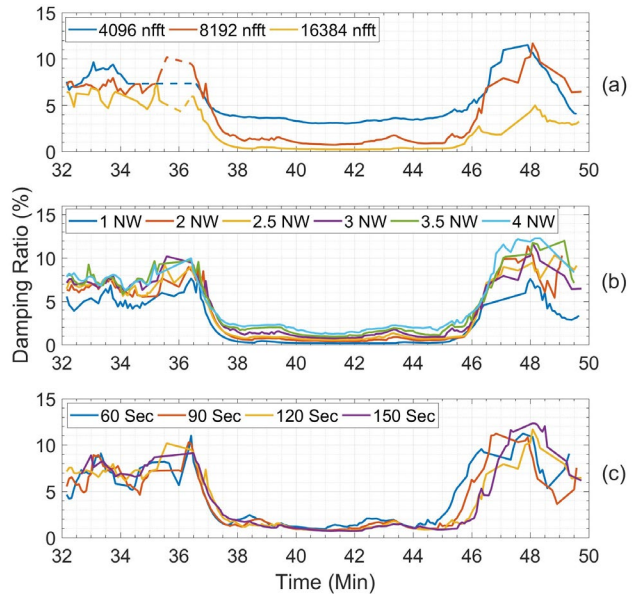 15
4096 nfft 8192 nfft 16384 nfft
10
5
0
(a)
32 34 36 38 40 42 44 46 48 50
Damping Ratio (%)
15
1 NW 2 NW 2.5 NW 3 NW 3.5 NW 4 NW
10
5
0
(b)
32 34 36 38 40 42 44 46 48 50
15
60 Sec 90 Sec 120 Sec 150 Sec
10
5
0
(c)
32 34 36 38 40 42 44 46 48 50
Time (Min)